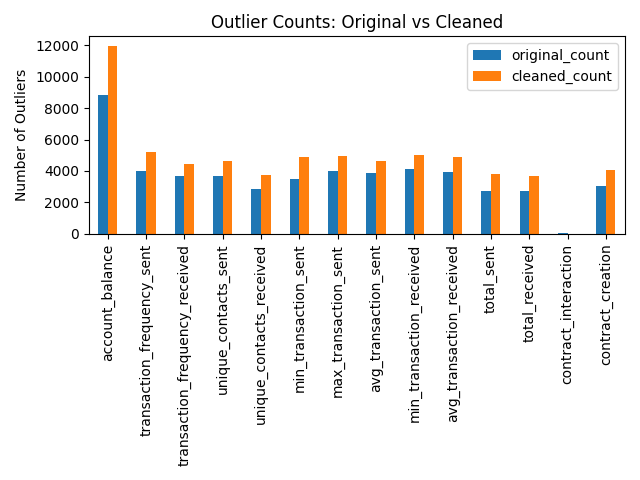 Outlier Counts: Original vs Cleaned
original_count
cleaned_count
Number of Outliers
12000
10000
8000
6000
4000
2000
0
account_balance
transaction_frequency_sent
transaction_frequency_received
unique_contacts_sent
unique_contacts_received
min_transaction_sent
max_transaction_sent
avg_transaction_sent
min_transaction_received
avg_transaction_received
total_sent
total_received
contract_interaction
contract_creation